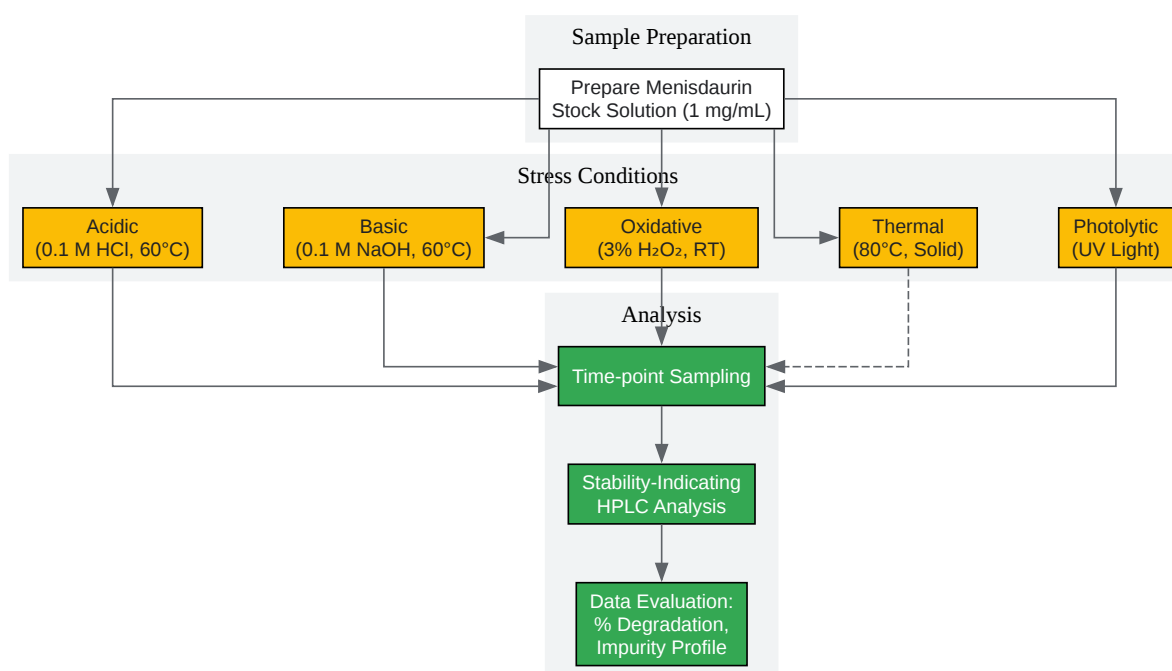 Sample Preparation
Prepare Menisdaurin
Stock Solution (1 mg/mL)
Stress Conditions
Acidic
(0.1 M HCl, 60°C)
Basic
(0.1 M NaOH, 60°C)
Oxidative
(3% H₂O₂, RT)
Thermal
(80°C, Solid)
Photolytic
(UV Light)
Analysis
Time-point Sampling
Stability-Indicating
HPLC Analysis
Data Evaluation:
% Degradation,
Impurity Profile